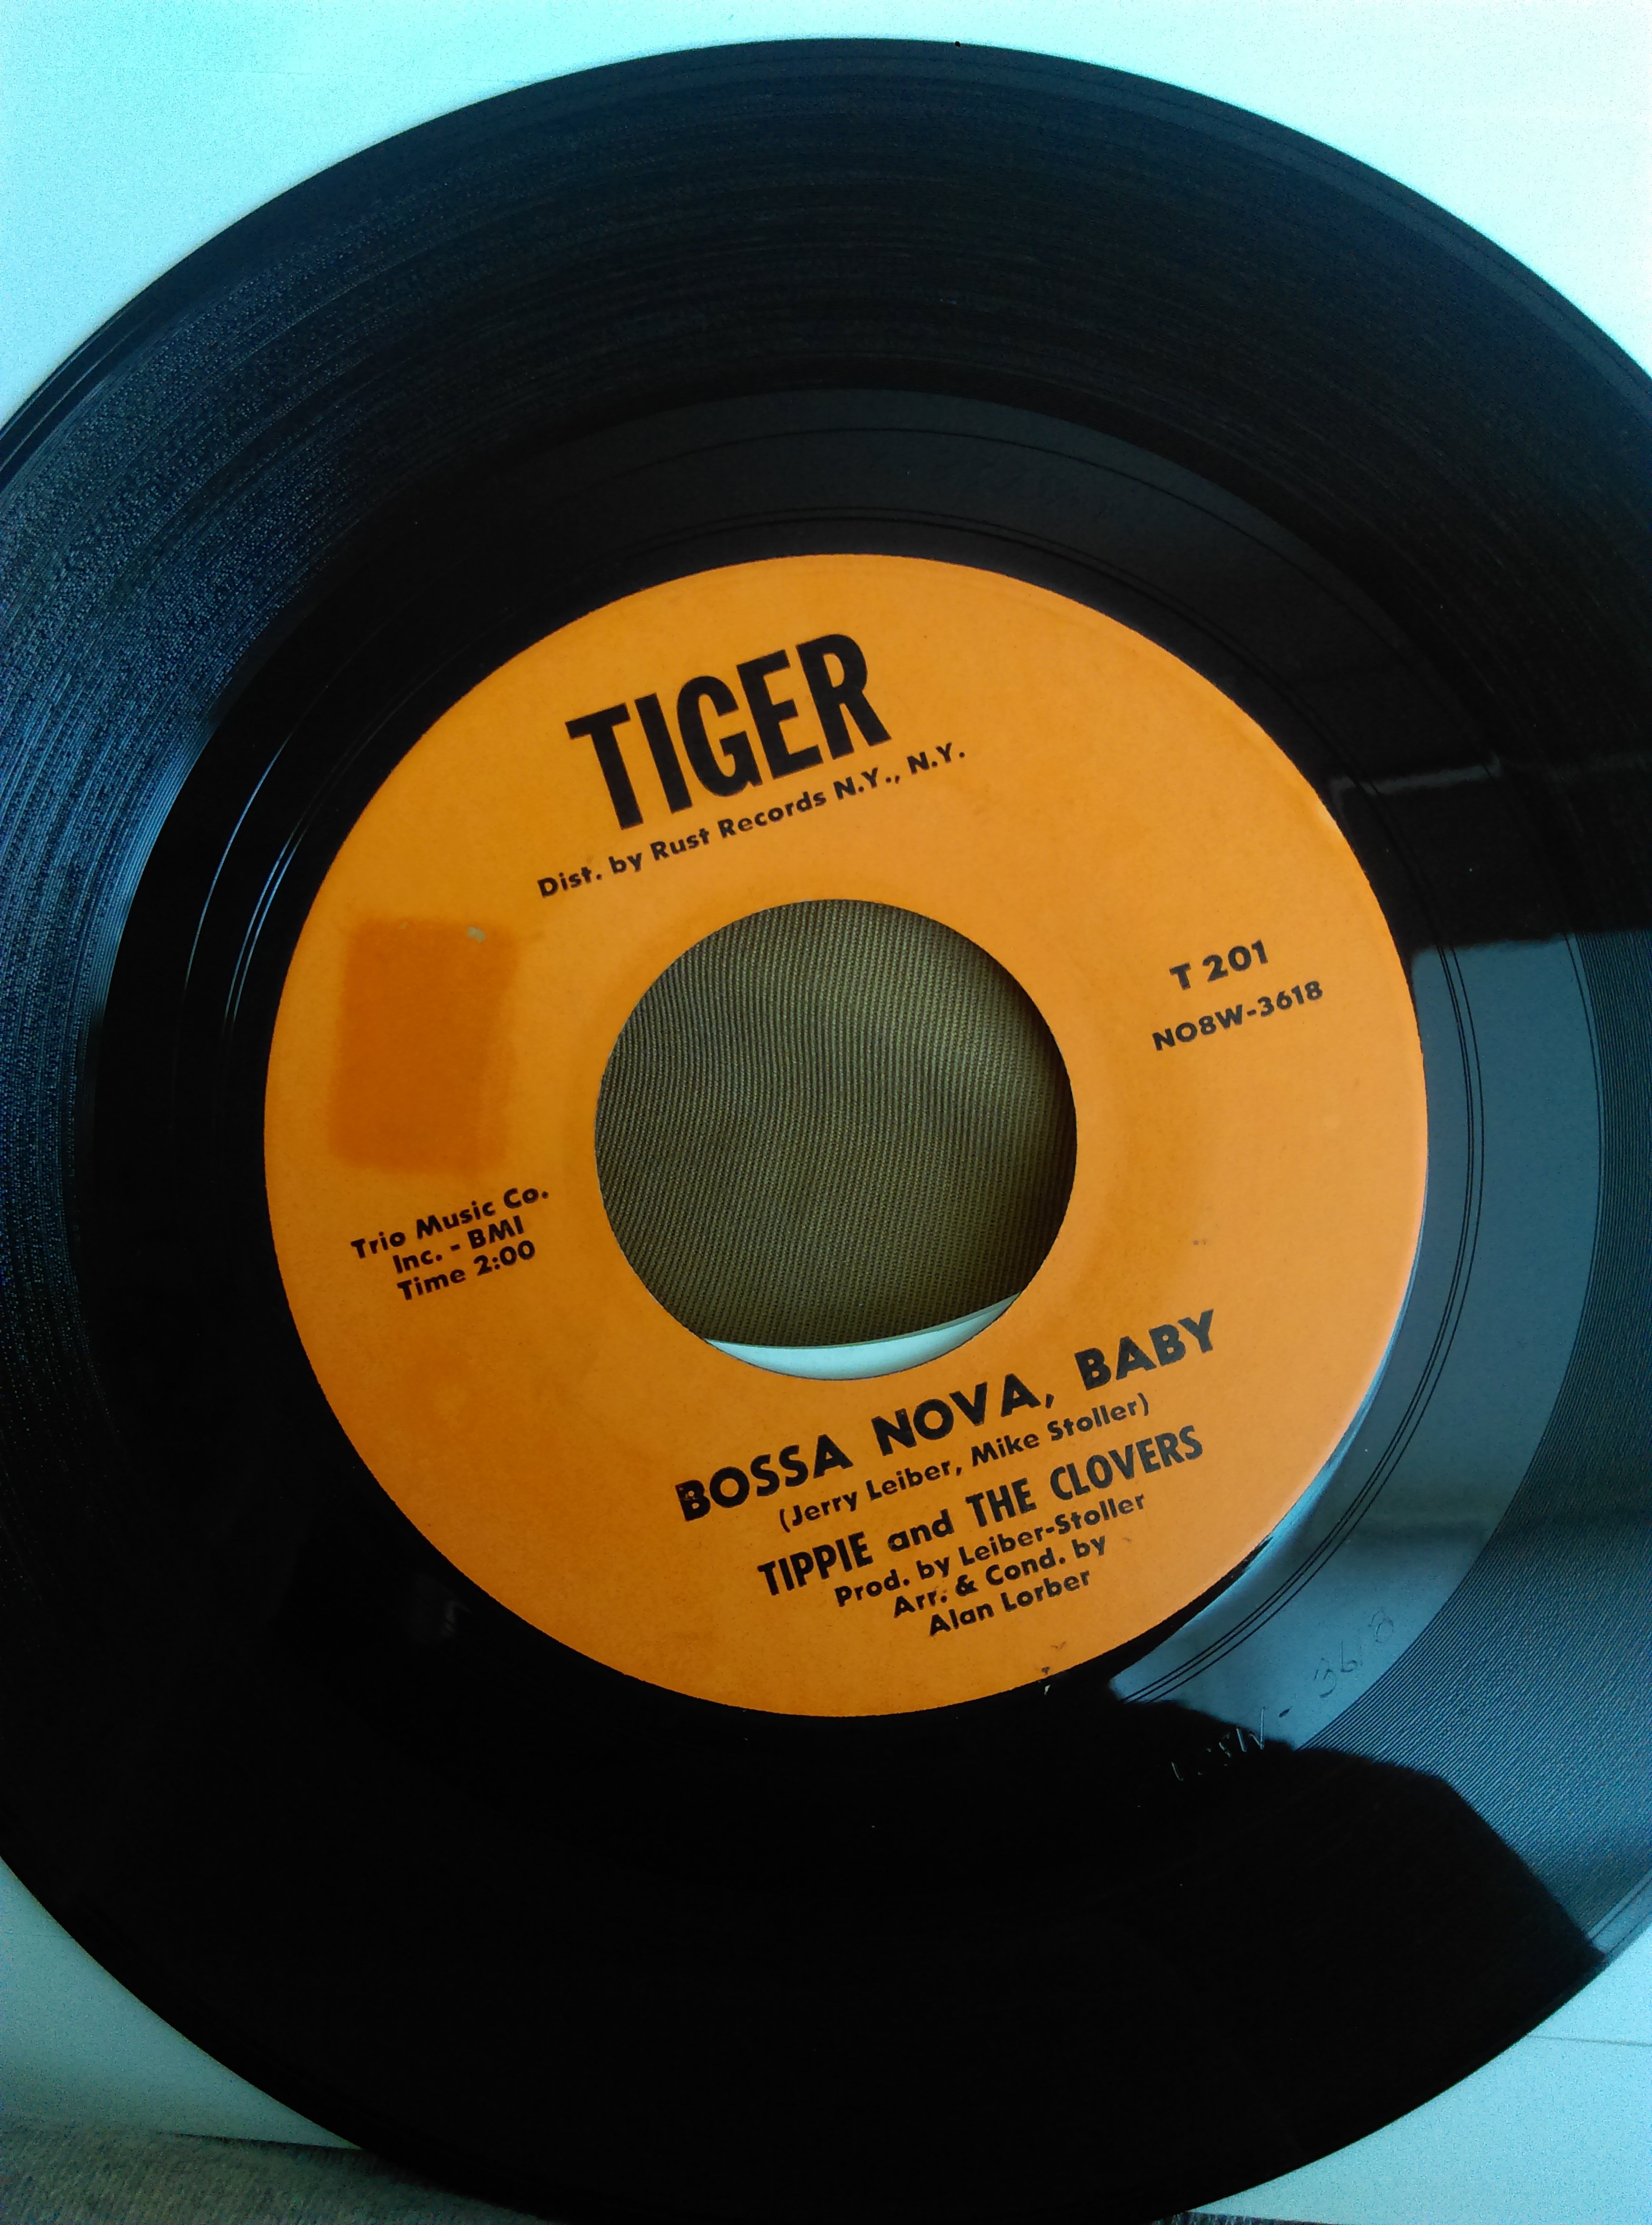 TIGER
Dist. by Rust Records N.Y., N.Y.
T 201
NO8W-3618
Trio Music Co.
Inc. - BMI
Time 2:00
BOSSA NOVA, BABY
(Jerry Leiber, Mike Stoller)
TIPPIE and THE CLOVERS
Prod. by Leiber-Stoller
Arr. & Cond. by
Alan Lorber